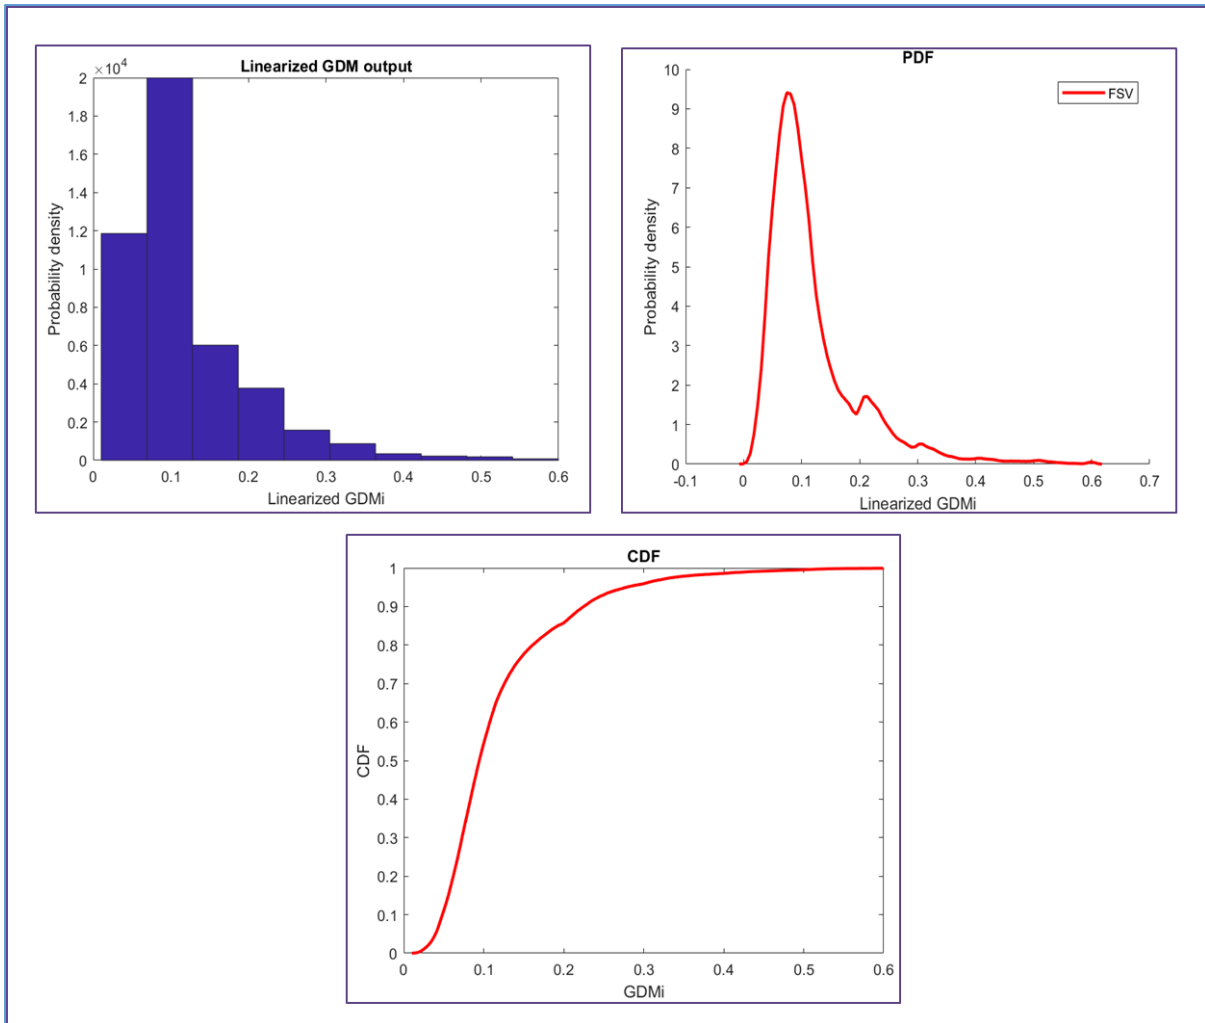 Linearized GDM output
×10⁴
2
1.8
1.6
1.4
1.2
1
0.8
0.6
0.4
0.2
0
Probability density
0 0.1 0.2 0.3 0.4 0.5 0.6
Linearized GDMi
PDF
10
9
8
7
6
5
4
3
2
1
0
Probability density
FSV
-0.1 0 0.1 0.2 0.3 0.4 0.5 0.6 0.7
Linearized GDMi
CDF
1
0.9
0.8
0.7
0.6
0.5
0.4
0.3
0.2
0.1
0
CDF
0 0.1 0.2 0.3 0.4 0.5 0.6
GDMi